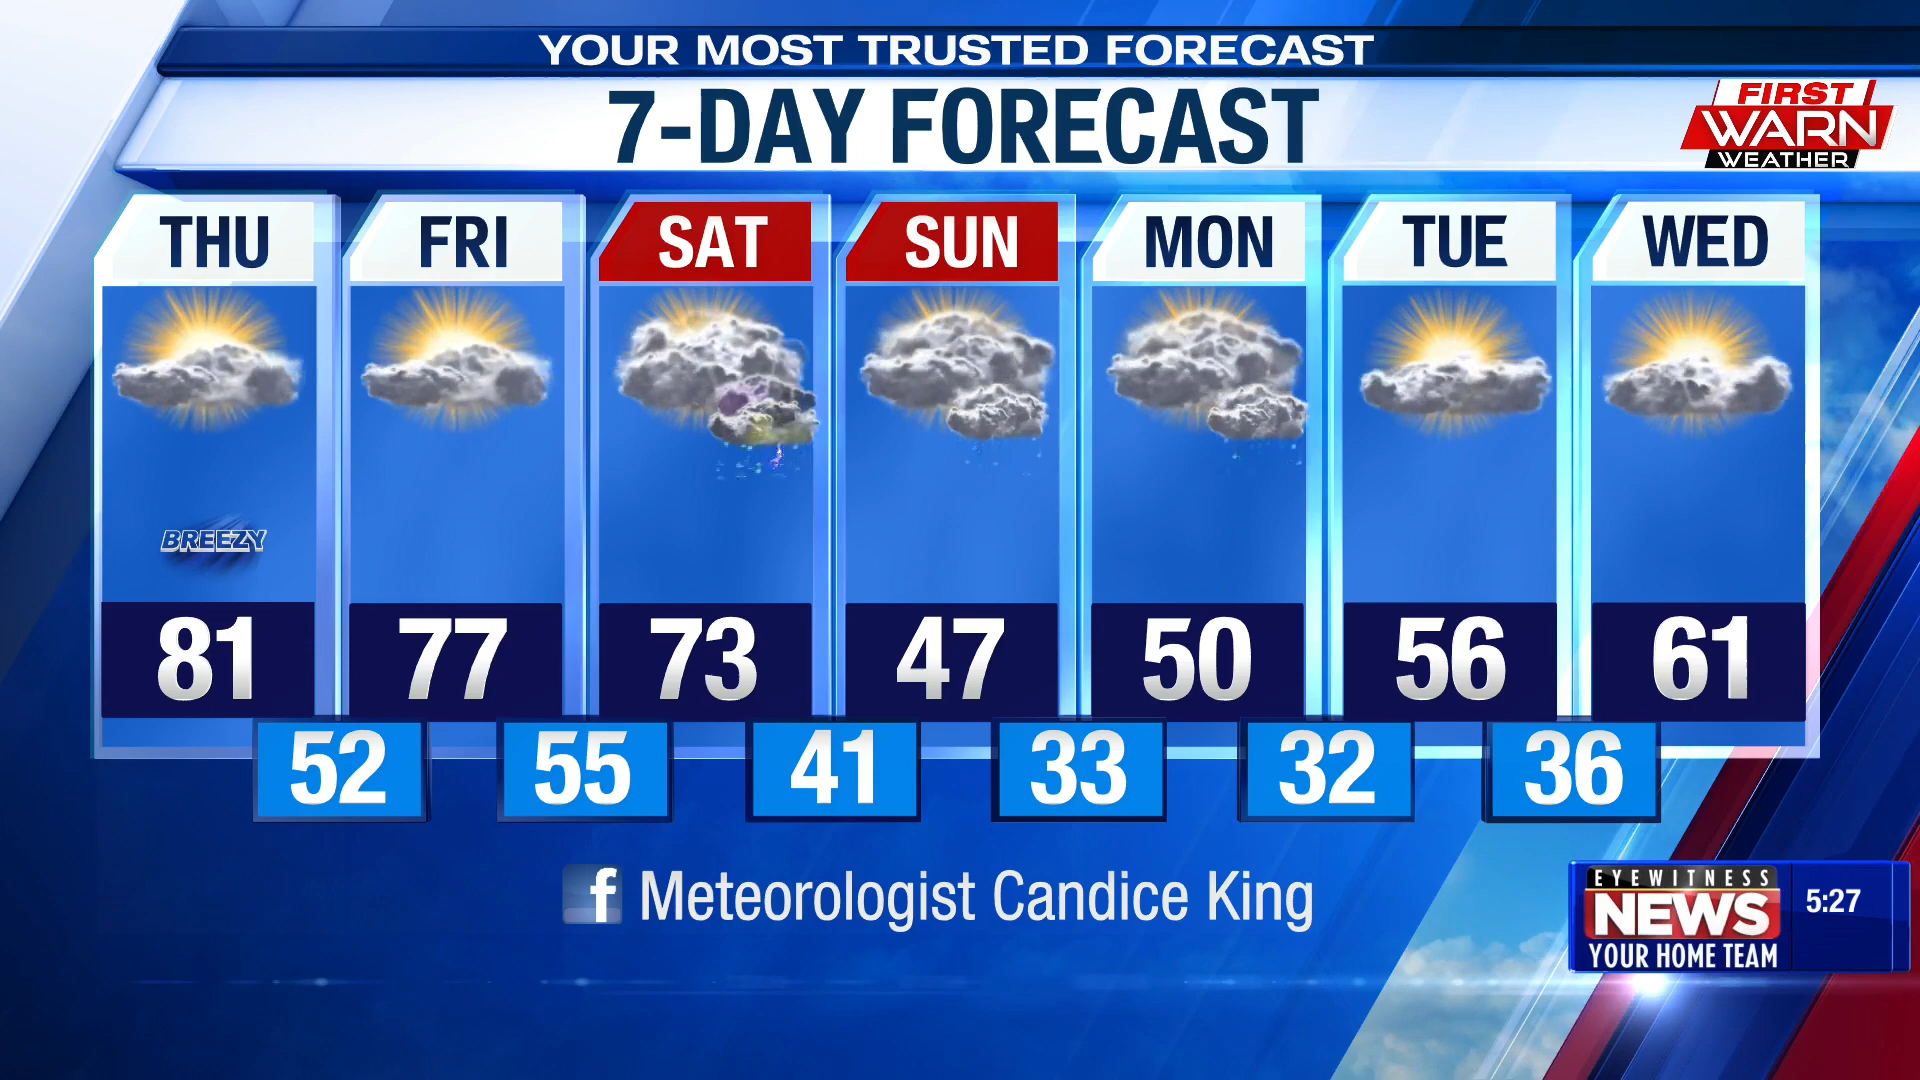 YOUR MOST TRUSTED FORECAST
7-DAY FORECAST
FIRST
WARN
WEATHER
THU FRI SAT SUN MON TUE WED
BREEZY
81 77 73 47 50 56 61
52 55 41 33 32 36
f Meteorologist Candice King
EYEWITNESS
NEWS
YOUR HOME TEAM
5:27